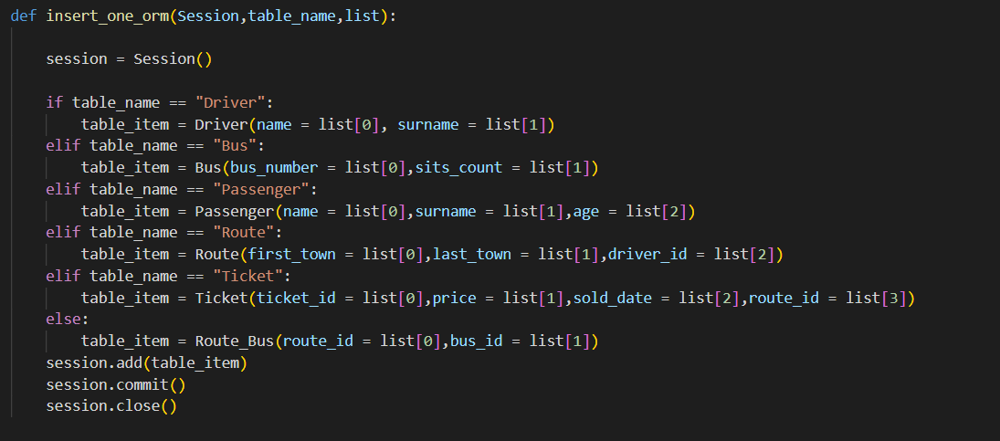 def insert_one_orm(Session,table_name,list):
session = Session()
if table_name == "Driver":
table_item = Driver(name = list[0], surname = list[1])
elif table_name == "Bus":
table_item = Bus(bus_number = list[0],sits_count = list[1])
elif table_name == "Passenger":
table_item = Passenger(name = list[0],surname = list[1],age = list[2])
elif table_name == "Route":
table_item = Route(first_town = list[0],last_town = list[1],driver_id = list[2])
elif table_name == "Ticket":
table_item = Ticket(ticket_id = list[0],price = list[1],sold_date = list[2],route_id = list[3])
else:
table_item = Route_Bus(route_id = list[0],bus_id = list[1])
session.add(table_item)
session.commit()
session.close()